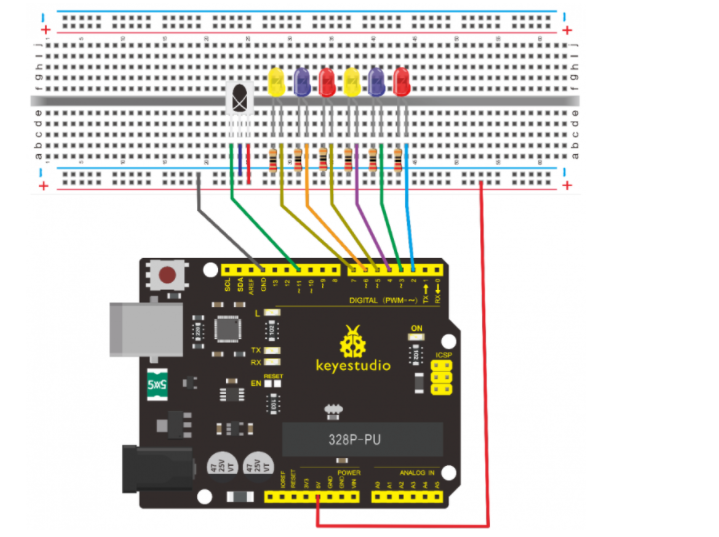 - +
f g h i j
a b c d e
- +
SCL
SDA
AREF
GND
13
12
~11
~10
~9
8
7
~6
~5
4
~3
2
TX→1
RX←0
DIGITAL (PWM~)
L
TX
RX
RESET
EN
ON
ICSP
keyestudio
5x5
328P-PU
47
25V
VT
47
25V
VT
POWER
ANALOG IN
IOREF
RESET
3V3
5V
GND
GND
VIN
A0
A1
A2
A3
A4
A5